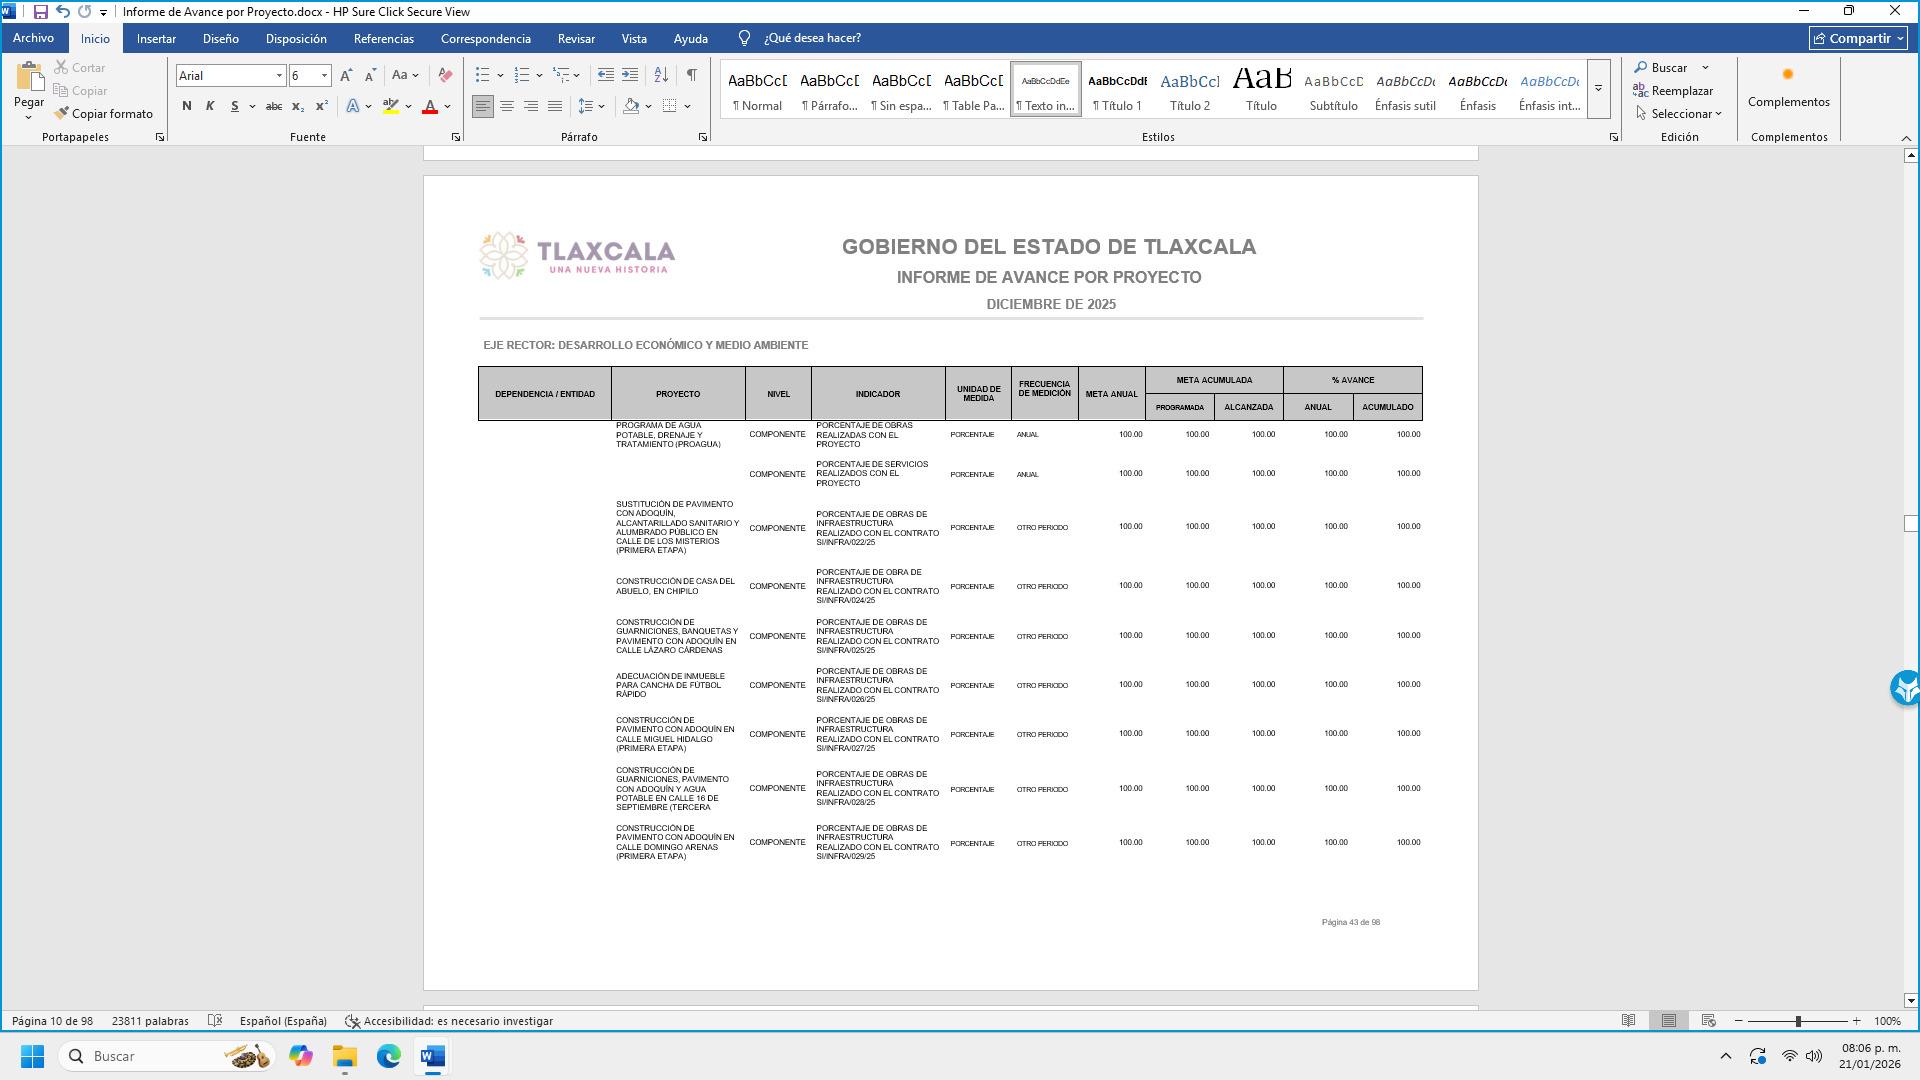 Informe de Avance por Proyecto.docx - HP Sure Click Secure View
Archivo
Inicio
Insertar
Diseño
Disposición
Referencias
Correspondencia
Revisar
Vista
Ayuda
¿Qué desea hacer?
Compartir
Pegar
Cortar
Copiar
Copiar formato
Portapapeles
Arial
6
Fuente
Párrafo
AaBbCcD ¶ Normal
AaBbCcD ¶ Párrafo...
AaBbCcD ¶ Sin espa...
AaBbCcD ¶ Table Pa...
AaBbCcDdEe ¶ Texto in...
AaBbCcDdE ¶ Título 1
AaBbCcI Título 2
AaB Título
AaBbCcD Subtítulo
AaBbCcDc Énfasis sutil
AaBbCcDc Énfasis
AaBbCcDc Énfasis int...
Estilos
Buscar
Reemplazar
Seleccionar
Edición
Complementos
Complementos
TLAXCALA
UNA NUEVA HISTORIA
GOBIERNO DEL ESTADO DE TLAXCALA
INFORME DE AVANCE POR PROYECTO
DICIEMBRE DE 2025
EJE RECTOR: DESARROLLO ECONÓMICO Y MEDIO AMBIENTE
DEPENDENCIA / ENTIDAD
PROYECTO
NIVEL
INDICADOR
UNIDAD DE
MEDIDA
FRECUENCIA
DE MEDICIÓN
META ANUAL
META ACUMULADA
% AVANCE
PROGRAMADA
ALCANZADA
ANUAL
ACUMULADO
PROGRAMA DE AGUA
POTABLE, DRENAJE Y
TRATAMIENTO (PROAGUA)
COMPONENTE
PORCENTAJE DE OBRAS
REALIZADAS CON EL
PROYECTO
PORCENTAJE ANUAL 100.00 100.00 100.00 100.00 100.00
COMPONENTE
PORCENTAJE DE SERVICIOS
REALIZADOS CON EL
PROYECTO
PORCENTAJE ANUAL 100.00 100.00 100.00 100.00 100.00
SUSTITUCIÓN DE PAVIMENTO
CON ADOQUÍN,
ALCANTARILLADO SANITARIO Y
ALUMBRADO PÚBLICO EN
CALLE DE LOS MISTERIOS
(PRIMERA ETAPA)
COMPONENTE
PORCENTAJE DE OBRAS DE
INFRAESTRUCTURA
REALIZADO CON EL CONTRATO
SI/INFRA/022/25
PORCENTAJE OTRO PERIODO 100.00 100.00 100.00 100.00 100.00
CONSTRUCCIÓN DE CASA DEL
ABUELO, EN CHIPILO
COMPONENTE
PORCENTAJE DE OBRA DE
INFRAESTRUCTURA
REALIZADO CON EL CONTRATO
SI/INFRA/024/25
PORCENTAJE OTRO PERIODO 100.00 100.00 100.00 100.00 100.00
CONSTRUCCIÓN DE
GUARNICIONES, BANQUETAS Y
PAVIMENTO CON ADOQUÍN EN
CALLE LÁZARO CÁRDENAS
COMPONENTE
PORCENTAJE DE OBRAS DE
INFRAESTRUCTURA
REALIZADO CON EL CONTRATO
SI/INFRA/025/25
PORCENTAJE OTRO PERIODO 100.00 100.00 100.00 100.00 100.00
ADECUACIÓN DE INMUEBLE
PARA CANCHA DE FÚTBOL
RÁPIDO
COMPONENTE
PORCENTAJE DE OBRAS DE
INFRAESTRUCTURA
REALIZADO CON EL CONTRATO
SI/INFRA/026/25
PORCENTAJE OTRO PERIODO 100.00 100.00 100.00 100.00 100.00
CONSTRUCCIÓN DE
PAVIMENTO CON ADOQUÍN EN
CALLE MIGUEL HIDALGO
(PRIMERA ETAPA)
COMPONENTE
PORCENTAJE DE OBRAS DE
INFRAESTRUCTURA
REALIZADO CON EL CONTRATO
SI/INFRA/027/25
PORCENTAJE OTRO PERIODO 100.00 100.00 100.00 100.00 100.00
CONSTRUCCIÓN DE
GUARNICIONES, PAVIMENTO
CON ADOQUÍN Y AGUA
POTABLE EN CALLE 16 DE
SEPTIEMBRE (TERCERA
COMPONENTE
PORCENTAJE DE OBRAS DE
INFRAESTRUCTURA
REALIZADO CON EL CONTRATO
SI/INFRA/028/25
PORCENTAJE OTRO PERIODO 100.00 100.00 100.00 100.00 100.00
CONSTRUCCIÓN DE
PAVIMENTO CON ADOQUÍN EN
CALLE DOMINGO ARENAS
(PRIMERA ETAPA)
COMPONENTE
PORCENTAJE DE OBRAS DE
INFRAESTRUCTURA
REALIZADO CON EL CONTRATO
SI/INFRA/029/25
PORCENTAJE OTRO PERIODO 100.00 100.00 100.00 100.00 100.00
Página 43 de 98
Página 10 de 98
23811 palabras
Español (España)
Accesibilidad: es necesario investigar
100%
Buscar
08:06 p. m.
21/01/2026